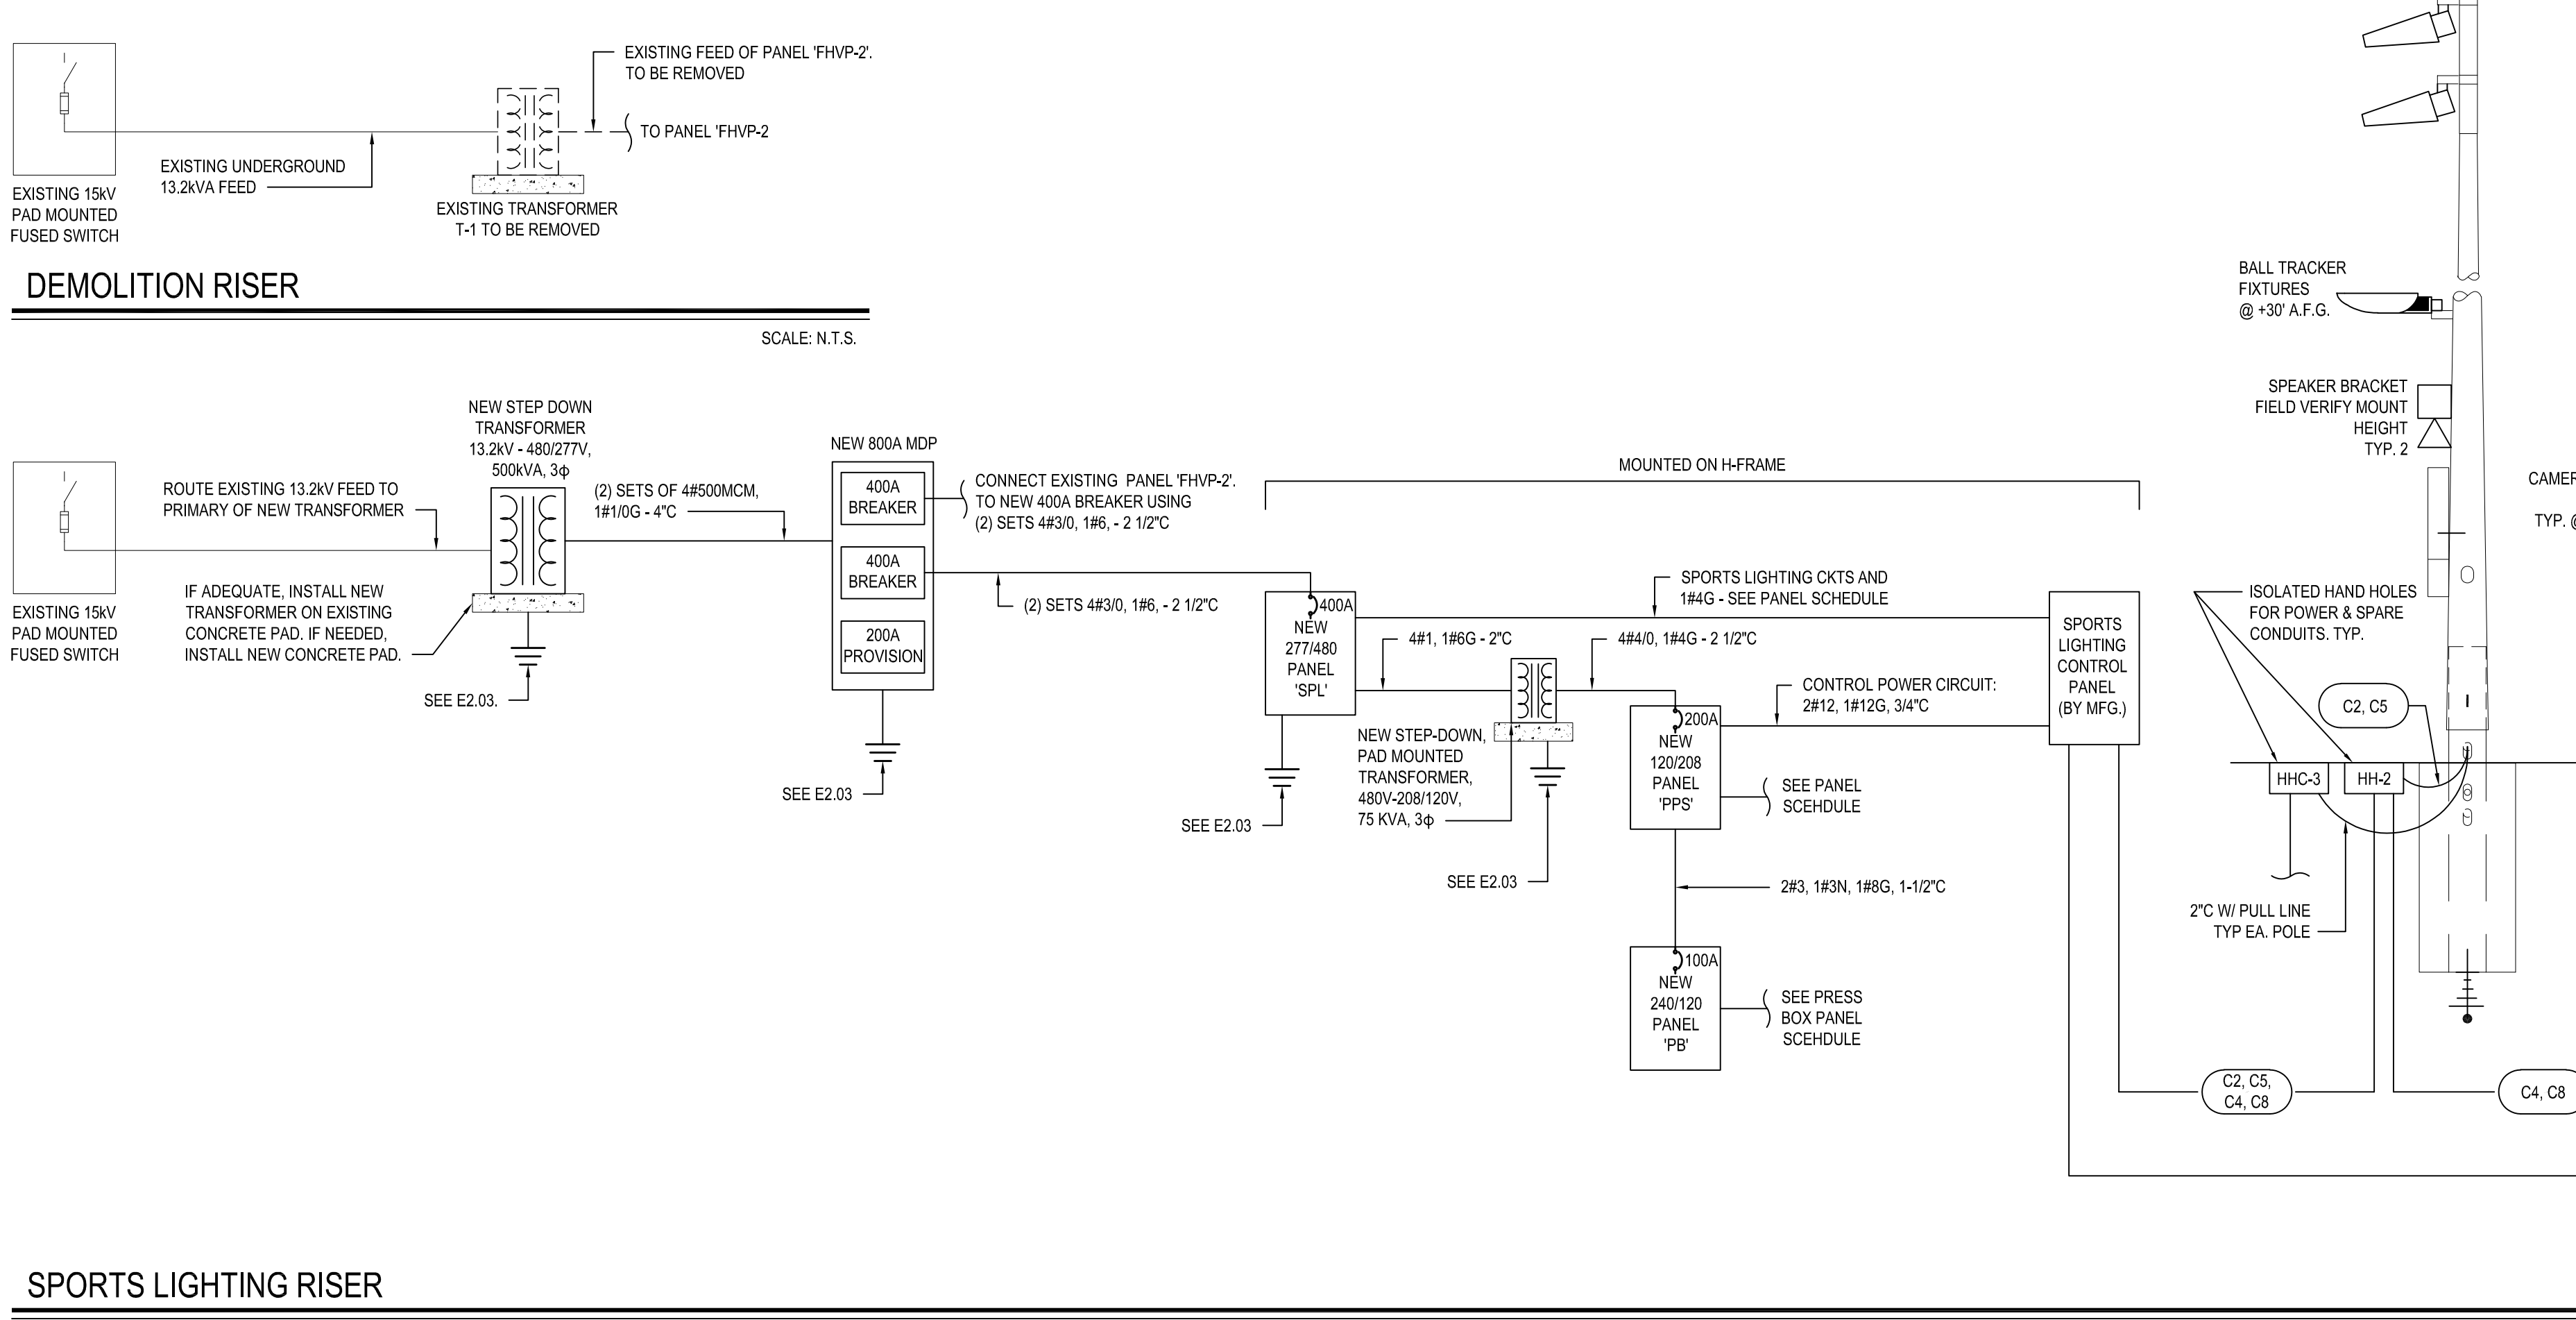 EXISTING FEED OF PANEL 'FHVP-2'.
TO BE REMOVED
TO PANEL 'FHVP-2
EXISTING UNDERGROUND
13.2kVA FEED
EXISTING 15kV
PAD MOUNTED
FUSED SWITCH
EXISTING TRANSFORMER
T-1 TO BE REMOVED
DEMOLITION RISER
SCALE: N.T.S.
NEW STEP DOWN
TRANSFORMER
13.2kV - 480/277V,
500kVA, 3ϕ
ROUTE EXISTING 13.2kV FEED TO
PRIMARY OF NEW TRANSFORMER
(2) SETS OF 4#500MCM,
1#1/0G - 4"C
EXISTING 15kV
PAD MOUNTED
FUSED SWITCH
IF ADEQUATE, INSTALL NEW
TRANSFORMER ON EXISTING
CONCRETE PAD. IF NEEDED,
INSTALL NEW CONCRETE PAD.
SEE E2.03.
NEW 800A MDP
400A
BREAKER
400A
BREAKER
200A
PROVISION
SEE E2.03
CONNECT EXISTING  PANEL 'FHVP-2'.
TO NEW 400A BREAKER USING
(2) SETS 4#3/0, 1#6, - 2 1/2"C
(2) SETS 4#3/0, 1#6, - 2 1/2"C
MOUNTED ON H-FRAME
400A
NEW
277/480
PANEL
'SPL'
SEE E2.03
SPORTS LIGHTING CKTS AND
1#4G - SEE PANEL SCHEDULE
4#1, 1#6G - 2"C
4#4/0, 1#4G - 2 1/2"C
NEW STEP-DOWN,
PAD MOUNTED
TRANSFORMER,
480V-208/120V,
75 KVA, 3ϕ
SEE E2.03
200A
NEW
120/208
PANEL
'PPS'
CONTROL POWER CIRCUIT:
2#12, 1#12G, 3/4"C
SEE PANEL
SCEHDULE
2#3, 1#3N, 1#8G, 1-1/2"C
100A
NEW
240/120
PANEL
'PB'
SEE PRESS
BOX PANEL
SCEHDULE
SPORTS
LIGHTING
CONTROL
PANEL
(BY MFG.)
BALL TRACKER
FIXTURES
@ +30' A.F.G.
SPEAKER BRACKET
FIELD VERIFY MOUNT
HEIGHT
TYP. 2
CAMER
TYP. @
ISOLATED HAND HOLES
FOR POWER & SPARE
CONDUITS. TYP.
C2, C5
HHC-3
HH-2
2"C W/ PULL LINE
TYP EA. POLE
C2, C5,
C4, C8
C4, C8
SPORTS LIGHTING RISER